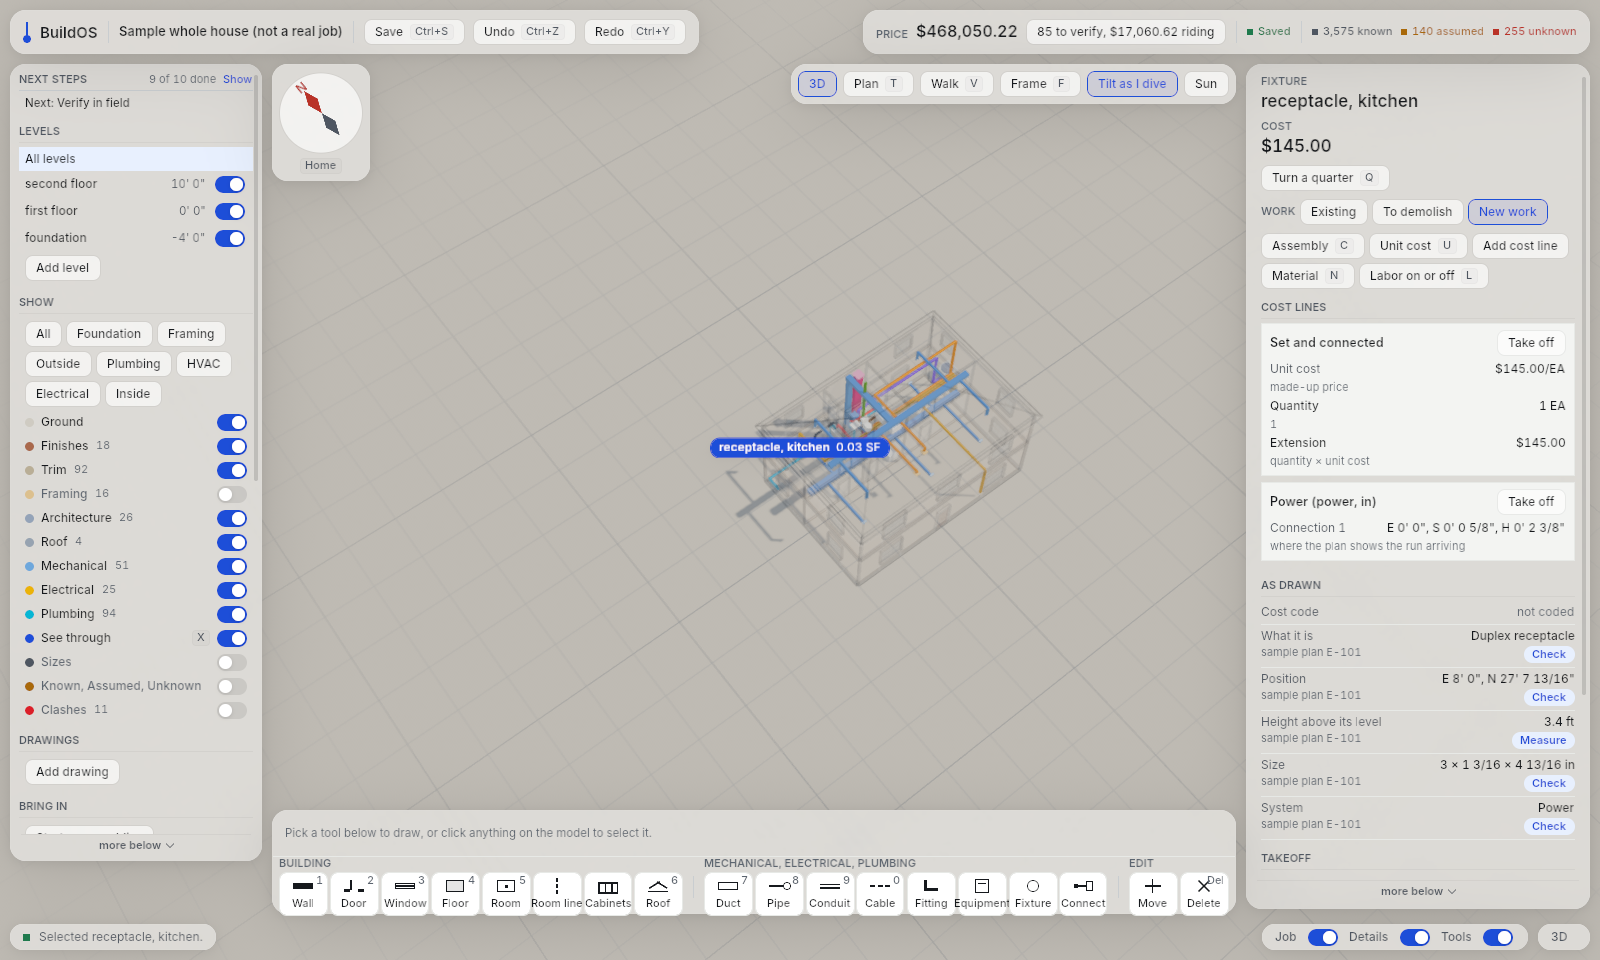 BuildOS
Sample whole house (not a real job)
Save Ctrl+S
Undo Ctrl+Z
Redo Ctrl+Y
PRICE $468,050.22
85 to verify, $17,060.62 riding
Saved
3,575 known
140 assumed
255 unknown
NEXT STEPS 9 of 10 done Show
Next: Verify in field
LEVELS
All levels
second floor 10' 0"
first floor 0' 0"
foundation -4' 0"
Add level
SHOW
All Foundation Framing
Outside Plumbing HVAC
Electrical Inside
Ground
Finishes 18
Trim 92
Framing 16
Architecture 26
Roof 4
Mechanical 51
Electrical 25
Plumbing 94
See through X
Sizes
Known, Assumed, Unknown
Clashes 11
DRAWINGS
Add drawing
BRING IN
more below
Selected receptacle, kitchen.
N
Home
3D
Plan T
Walk V
Frame F
Tilt as I dive
Sun
receptacle, kitchen 0.03 SF
Pick a tool below to draw, or click anything on the model to select it.
BUILDING
Wall 1
Door 2
Window 3
Floor 4
Room 5
Room line
Cabinets
Roof 6
MECHANICAL, ELECTRICAL, PLUMBING
Duct 7
Pipe 8
Conduit 9
Cable 0
Fitting
Equipment
Fixture
Connect
EDIT
Move
Delete Del
FIXTURE
receptacle, kitchen
COST
$145.00
Turn a quarter Q
WORK Existing To demolish New work
Assembly C Unit cost U Add cost line
Material N Labor on or off L
COST LINES
Set and connected Take off
Unit cost $145.00/EA
made-up price
Quantity 1 EA
1
Extension $145.00
quantity × unit cost
Power (power, in) Take off
Connection 1 E 0' 0", S 0' 0 5/8", H 0' 2 3/8"
where the plan shows the run arriving
AS DRAWN
Cost code not coded
What it is Duplex receptacle
sample plan E-101 Check
Position E 8' 0", N 27' 7 13/16"
sample plan E-101 Check
Height above its level 3.4 ft
sample plan E-101 Measure
Size 3 × 1 3/16 × 4 13/16 in
sample plan E-101 Check
System Power
sample plan E-101 Check
TAKEOFF
more below
Job Details Tools 3D